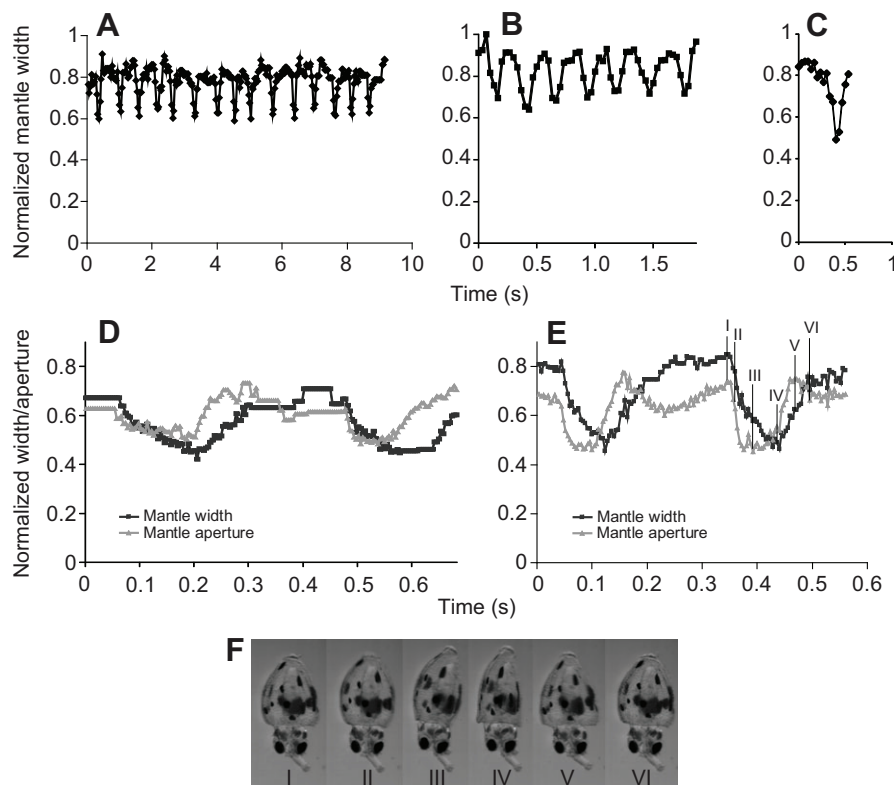 A
B
C
Normalized mantle width
1
0.8
0.6
0.4
0.2
0
0 2 4 6 8 10
1
0.8
0.6
0.4
0.2
0
0 0.5 1.0 1.5
1
0.8
0.6
0.4
0.2
0
0 0.5 1
Time (s)
D
E
Normalized width/aperture
0.8
0.6
0.4
0.2
0
Mantle width
Mantle aperture
0 0.1 0.2 0.3 0.4 0.5 0.6
0.8
0.6
0.4
0.2
0
I II III IV V VI
Mantle width
Mantle aperture
0 0.1 0.2 0.3 0.4 0.5 0.6
Time (s)
F
I II III IV V VI